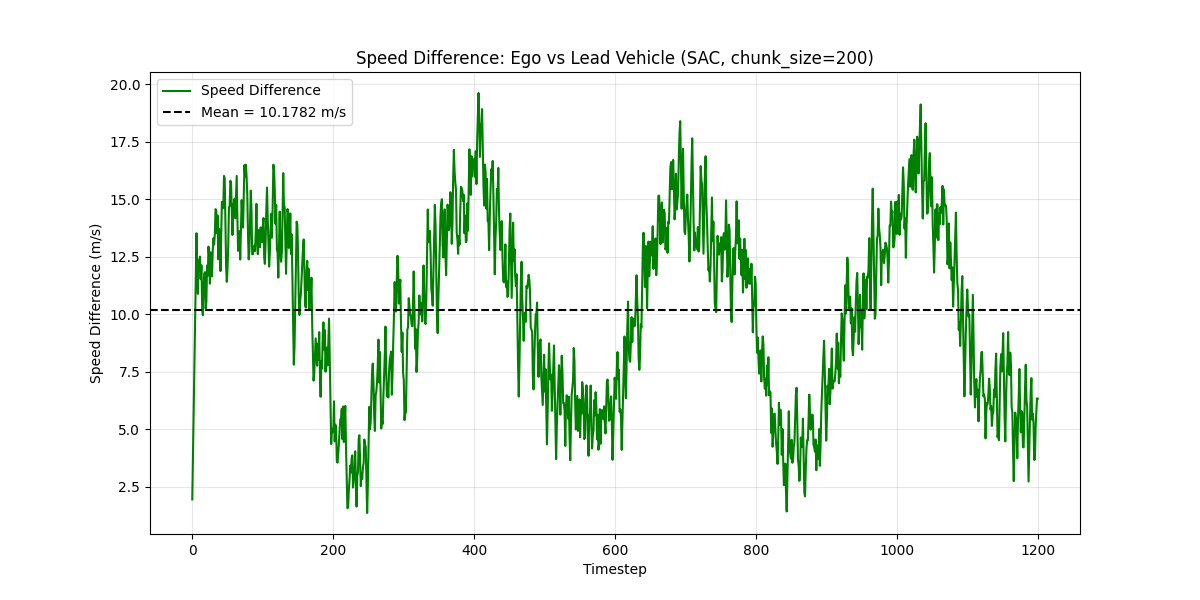 Speed Difference: Ego vs Lead Vehicle (SAC, chunk_size=200)
Speed Difference
Mean = 10.1782 m/s
Speed Difference (m/s)
20.0
17.5
15.0
12.5
10.0
7.5
5.0
2.5
0 200 400 600 800 1000 1200
Timestep